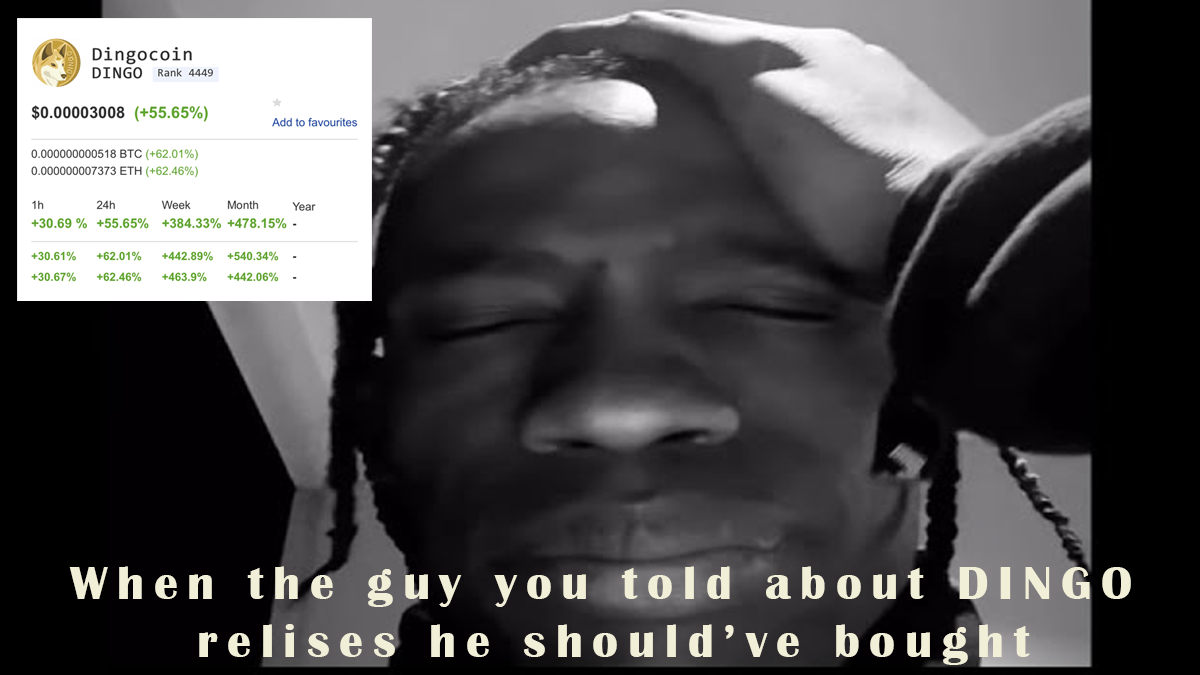 Dingocoin
DINGO Rank 4449
$0.00003008 (+55.65%)
Add to favourites
0.000000000518 BTC (+62.01%)
0.000000007373 ETH (+62.46%)
1h 24h Week Month Year
+30.69 % +55.65% +384.33% +478.15% -
+30.61% +62.01% +442.89% +540.34% -
+30.67% +62.46% +463.9% +442.06% -
When the guy you told about DINGO
relises he should’ve bought